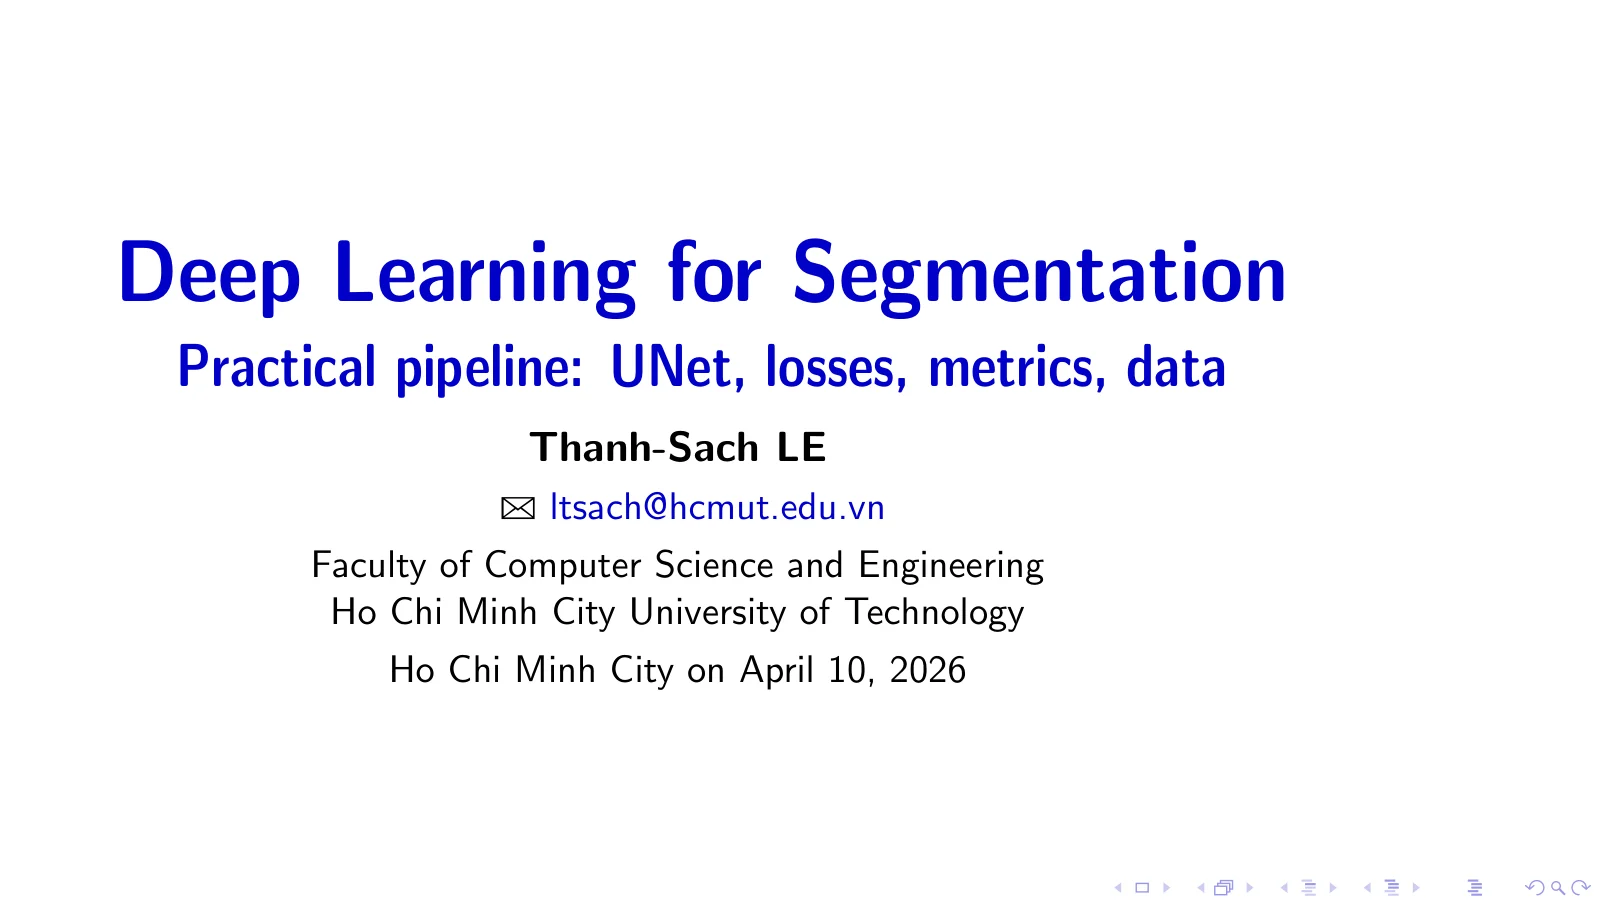 Deep Learning for Segmentation
Practical pipeline: UNet, losses, metrics, data
Thanh-Sach LE
ltsach@hcmut.edu.vn
Faculty of Computer Science and Engineering
Ho Chi Minh City University of Technology
Ho Chi Minh City on April 10, 2026